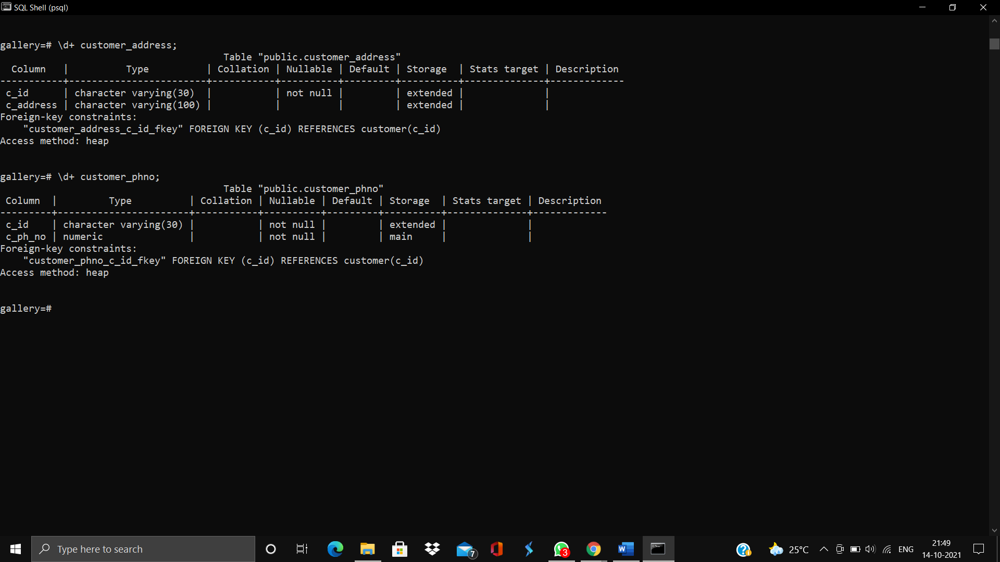 SQL Shell (psql)
gallery=# \d+ customer_address;
Table "public.customer_address"
Column | Type | Collation | Nullable | Default | Storage | Stats target | Description
-----------+------------------------+-----------+----------+---------+----------+--------------+-------------
c_id | character varying(30) | | not null | | extended | |
c_address | character varying(100) | | | | extended | |
Foreign-key constraints:
"customer_address_c_id_fkey" FOREIGN KEY (c_id) REFERENCES customer(c_id)
Access method: heap
gallery=# \d+ customer_phno;
Table "public.customer_phno"
Column | Type | Collation | Nullable | Default | Storage | Stats target | Description
---------+-----------------------+-----------+----------+---------+----------+--------------+-------------
c_id | character varying(30) | | not null | | extended | |
c_ph_no | numeric | | not null | | main | |
Foreign-key constraints:
"customer_phno_c_id_fkey" FOREIGN KEY (c_id) REFERENCES customer(c_id)
Access method: heap
gallery=#
Type here to search
7
3
W
25°C
ENG
21:49
14-10-2021